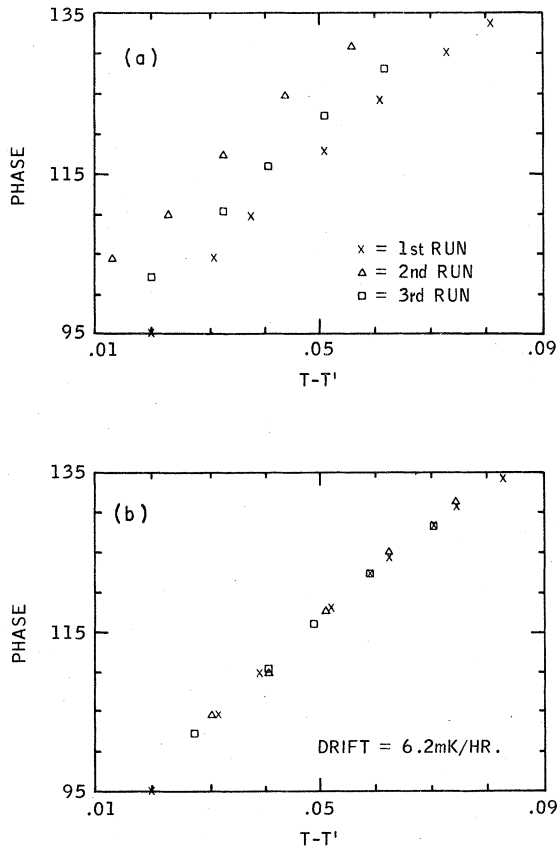 135
(a)
115
PHASE
x = 1st RUN
△ = 2nd RUN
□ = 3rd RUN
95
.01
.05
.09
T-T'
135
(b)
115
PHASE
DRIFT = 6.2mK/HR.
95
.01
.05
.09
T-T'